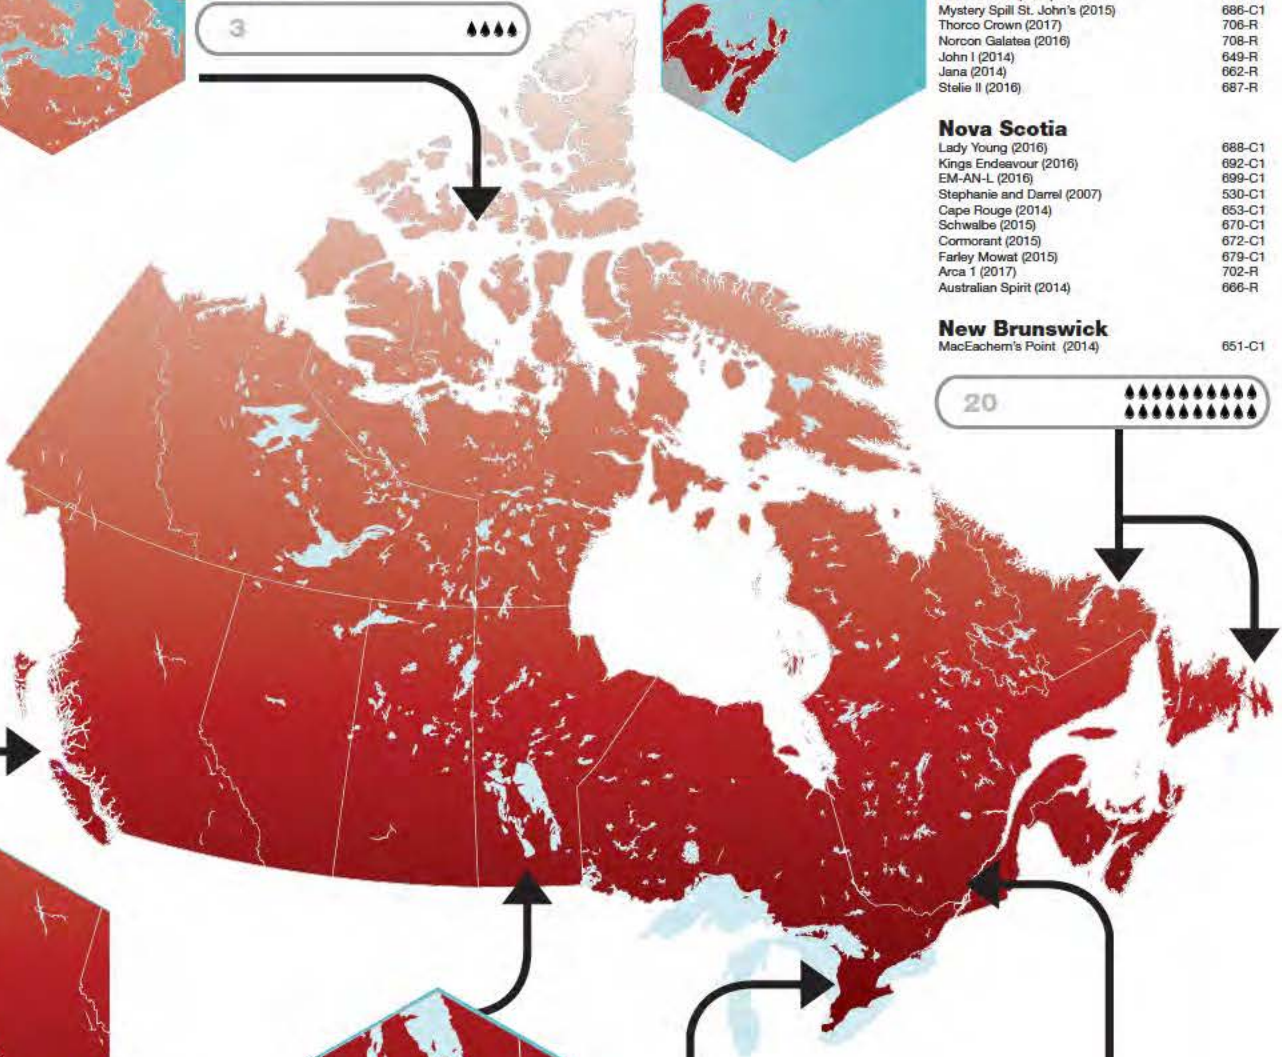 3
Mystery Spill St. John's (2015) 686-C1
Thorco Crown (2017) 706-R
Norcon Galatea (2016) 708-R
John I (2014) 649-R
Jana (2014) 662-R
Stelie II (2016) 687-R
Nova Scotia
Lady Young (2016) 688-C1
Kings Endeavour (2016) 692-C1
EM-AN-L (2016) 699-C1
Stephanie and Darrel (2007) 530-C1
Cape Rouge (2014) 653-C1
Schwalbe (2015) 670-C1
Cormorant (2015) 672-C1
Farley Mowat (2015) 679-C1
Arca 1 (2017) 702-R
Australian Spirit (2014) 666-R
New Brunswick
MacEachern's Point (2014) 651-C1
20